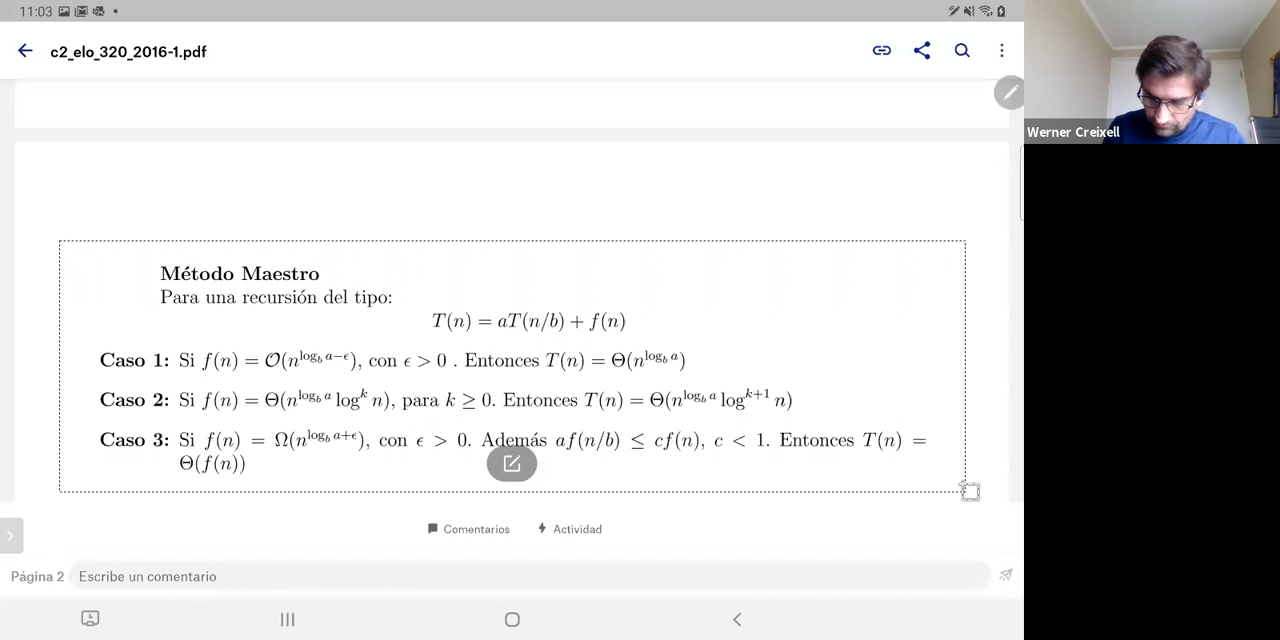 11:03
c2_elo_320_2016-1.pdf
Werner Creixell
Método Maestro
Para una recursión del tipo:
T(n) = aT(n/b) + f(n)
Caso 1: Si f(n) = O(n^{log_b a−ϵ}), con ϵ > 0 . Entonces T(n) = Θ(n^{log_b a})
Caso 2: Si f(n) = Θ(n^{log_b a} log^k n), para k ≥ 0. Entonces T(n) = Θ(n^{log_b a} log^{k+1} n)
Caso 3: Si f(n) = Ω(n^{log_b a+ϵ}), con ϵ > 0. Además af(n/b) ≤ cf(n), c < 1. Entonces T(n) =
Θ(f(n))
Comentarios Actividad
Página 2 Escribe un comentario